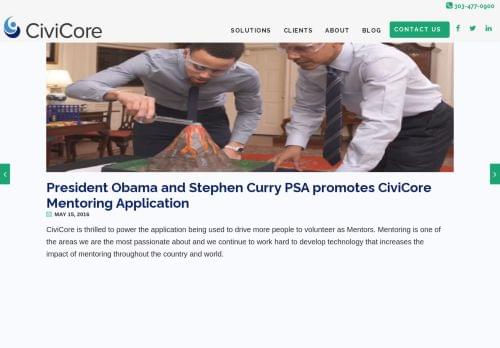 303-477-0900
CiviCore
SOLUTIONS CLIENTS ABOUT BLOG CONTACT US
President Obama and Stephen Curry PSA promotes CiviCore
Mentoring Application
MAY 15, 2016
CiviCore is thrilled to power the application being used to drive more people to volunteer as Mentors. Mentoring is one of
the areas we are the most passionate about and we continue to work hard to develop technology that increases the
impact of mentoring throughout the country and world.